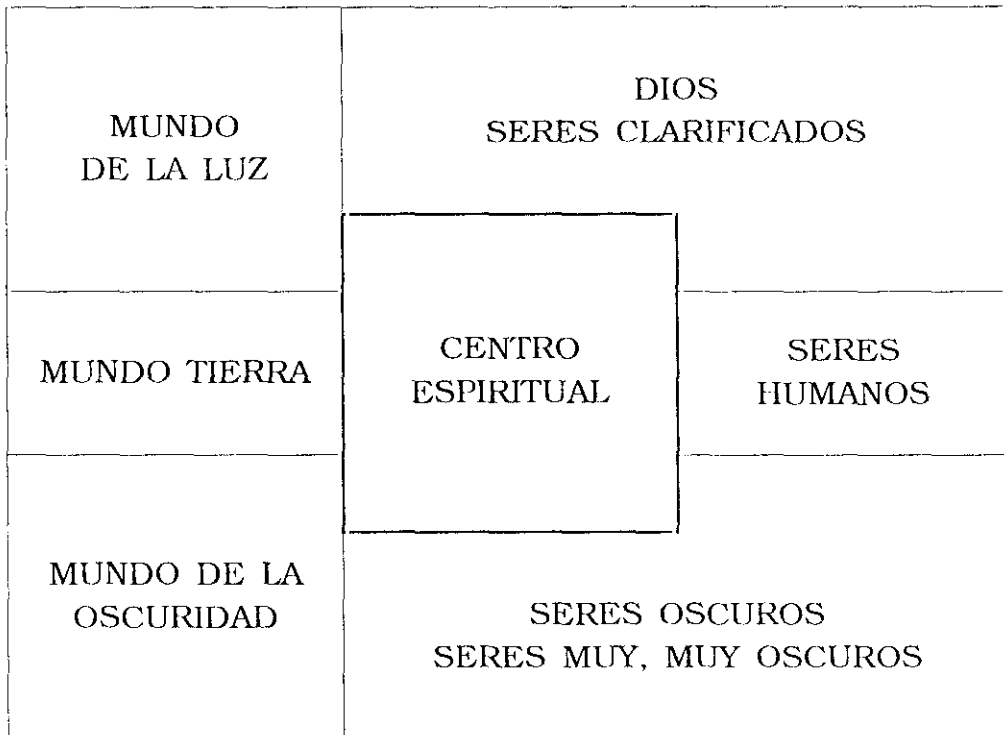 MUNDO
DE LA LUZ
DIOS
SERES CLARIFICADOS
MUNDO TIERRA
CENTRO
ESPIRITUAL
SERES
HUMANOS
MUNDO DE LA
OSCURIDAD
SERES OSCUROS
SERES MUY, MUY OSCUROS